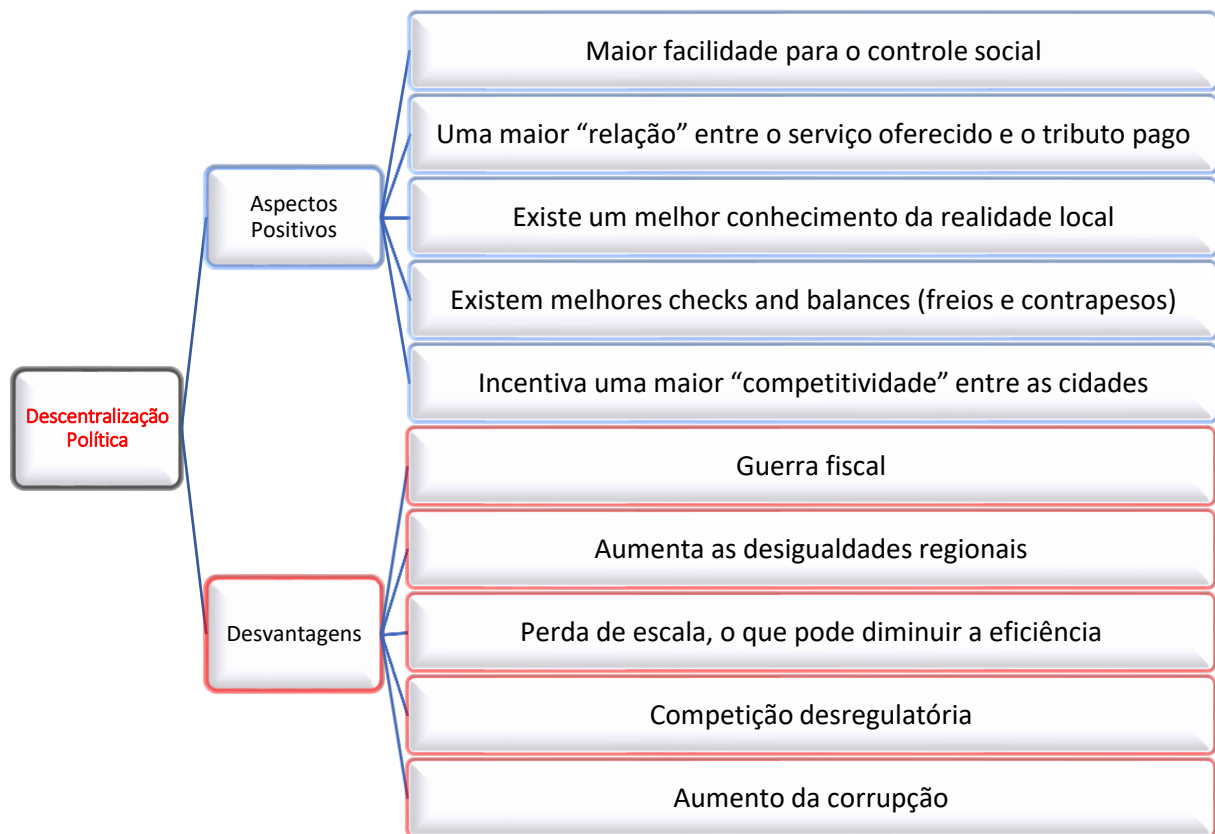 Descentralização
Política
Aspectos
Positivos
Maior facilidade para o controle social
Uma maior “relação” entre o serviço oferecido e o tributo pago
Existe um melhor conhecimento da realidade local
Existem melhores checks and balances (freios e contrapesos)
Incentiva uma maior “competitividade” entre as cidades
Desvantagens
Guerra fiscal
Aumenta as desigualdades regionais
Perda de escala, o que pode diminuir a eficiência
Competição desregulatória
Aumento da corrupção